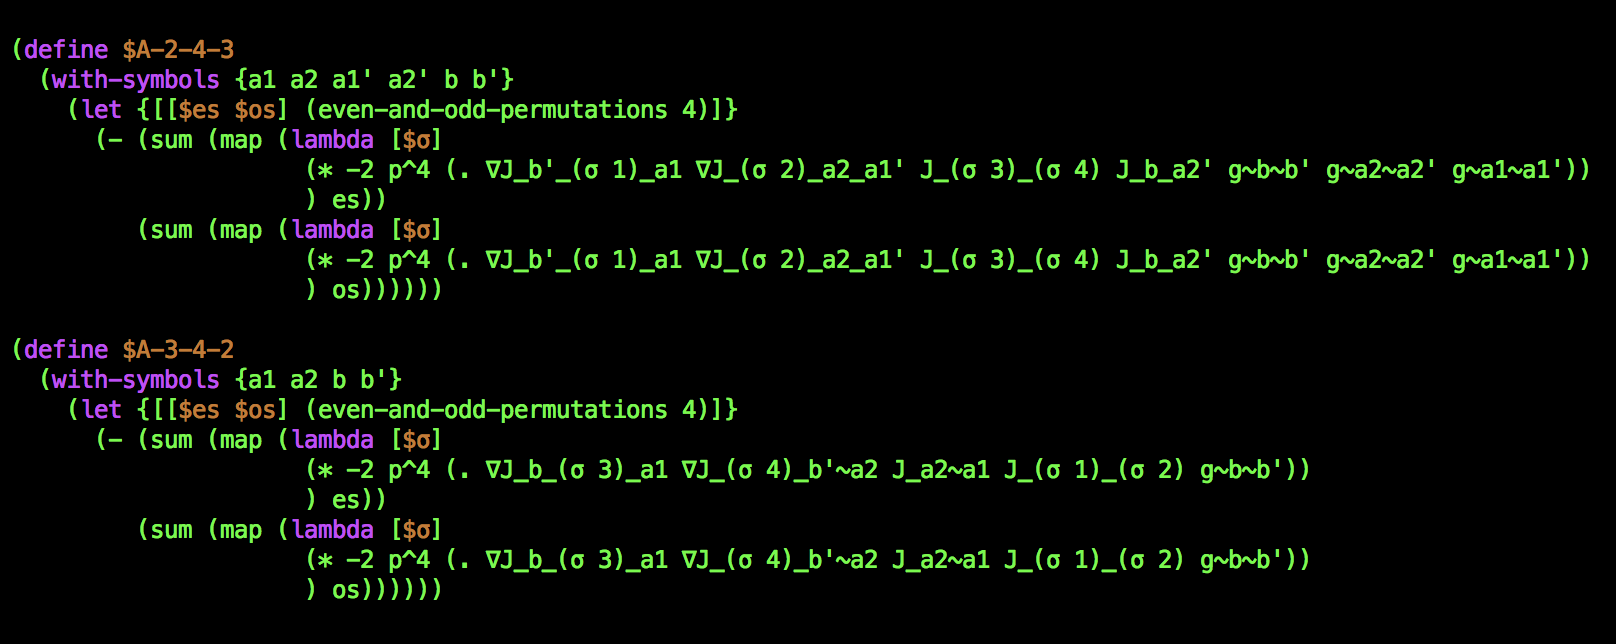 (define $A-2-4-3
  (with-symbols {a1 a2 a1' a2' b b'}
    (let {[[$es $os] (even-and-odd-permutations 4)]}
      (- (sum (map (lambda [$σ]
                     (* -2 p^4 (. ∇J_b'_(σ 1)_a1 ∇J_(σ 2)_a2_a1' J_(σ 3)_(σ 4) J_b_a2' g~b~b' g~a2~a2' g~a1~a1'))
                     ) es))
         (sum (map (lambda [$σ]
                     (* -2 p^4 (. ∇J_b'_(σ 1)_a1 ∇J_(σ 2)_a2_a1' J_(σ 3)_(σ 4) J_b_a2' g~b~b' g~a2~a2' g~a1~a1'))
                     ) os))))))
(define $A-3-4-2
  (with-symbols {a1 a2 b b'}
    (let {[[$es $os] (even-and-odd-permutations 4)]}
      (- (sum (map (lambda [$σ]
                     (* -2 p^4 (. ∇J_b_(σ 3)_a1 ∇J_(σ 4)_b'~a2 J_a2~a1 J_(σ 1)_(σ 2) g~b~b'))
                     ) es))
         (sum (map (lambda [$σ]
                     (* -2 p^4 (. ∇J_b_(σ 3)_a1 ∇J_(σ 4)_b'~a2 J_a2~a1 J_(σ 1)_(σ 2) g~b~b'))
                     ) os))))))